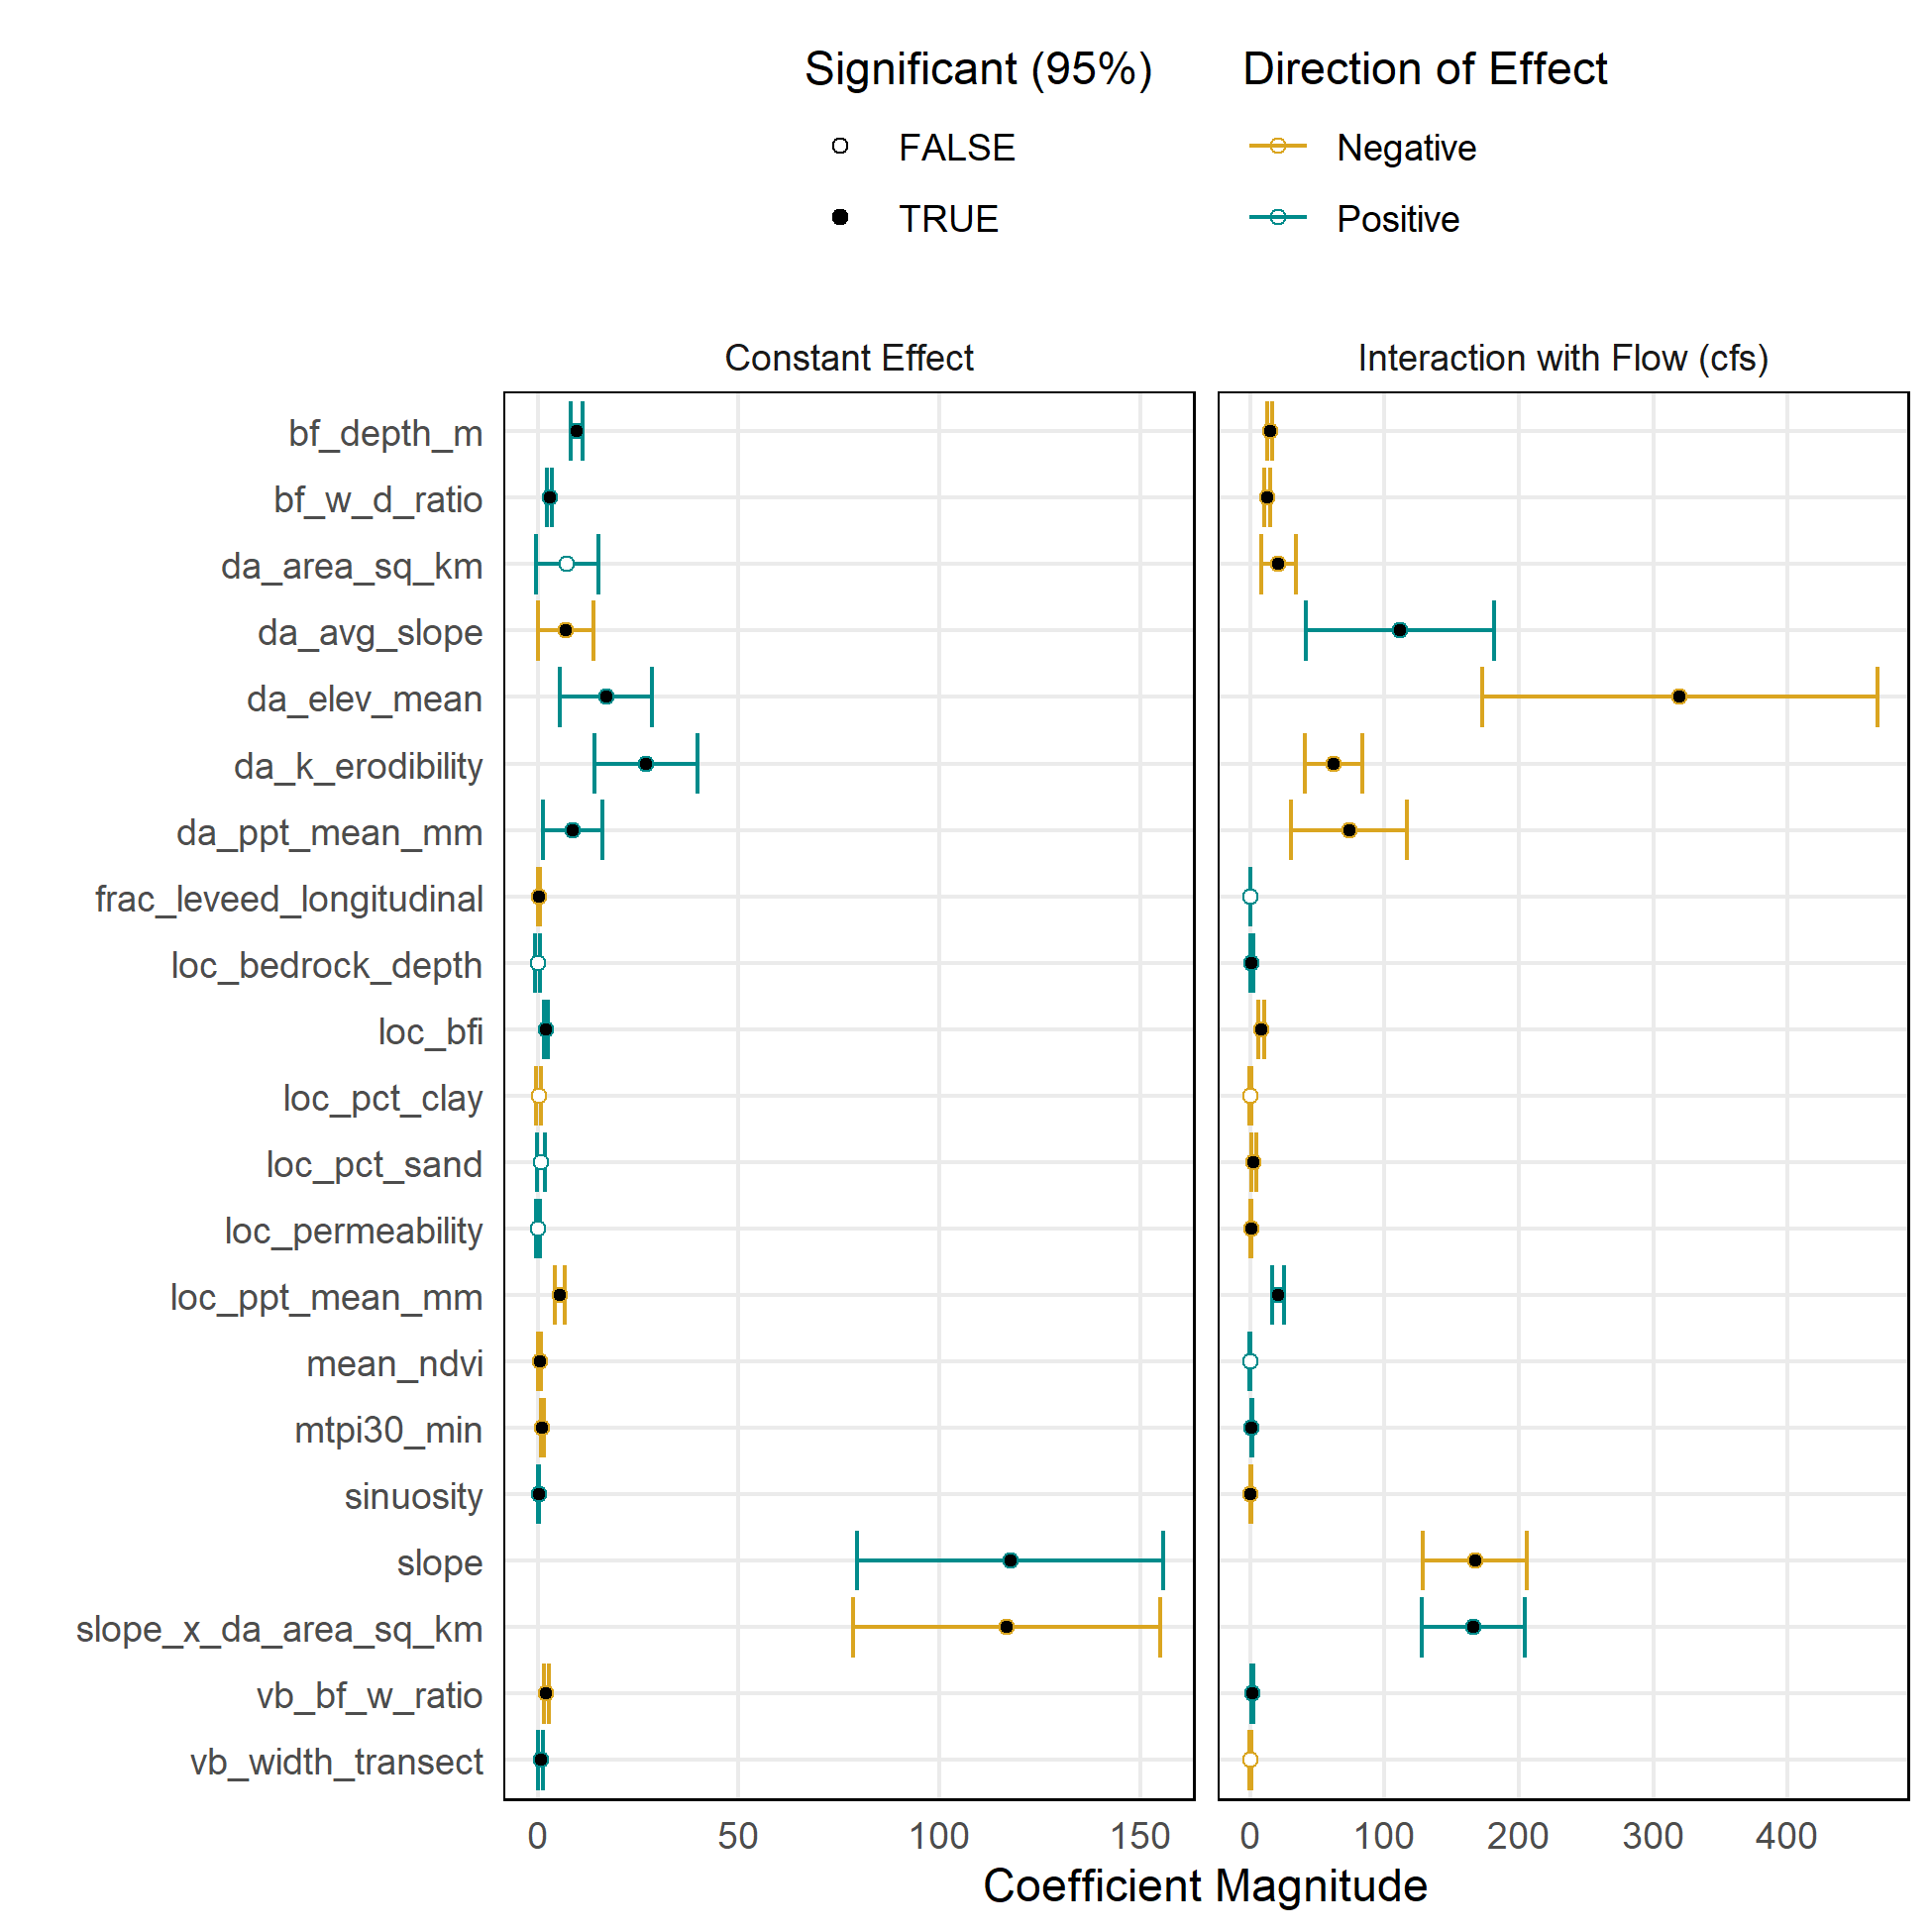 Significant (95%) Direction of Effect
FALSE Negative
TRUE Positive
Constant Effect Interaction with Flow (cfs)
bf_depth_m
bf_w_d_ratio
da_area_sq_km
da_avg_slope
da_elev_mean
da_k_erodibility
da_ppt_mean_mm
frac_leveed_longitudinal
loc_bedrock_depth
loc_bfi
loc_pct_clay
loc_pct_sand
loc_permeability
loc_ppt_mean_mm
mean_ndvi
mtpi30_min
sinuosity
slope
slope_x_da_area_sq_km
vb_bf_w_ratio
vb_width_transect
0 50 100 150 0 100 200 300 400
Coefficient Magnitude